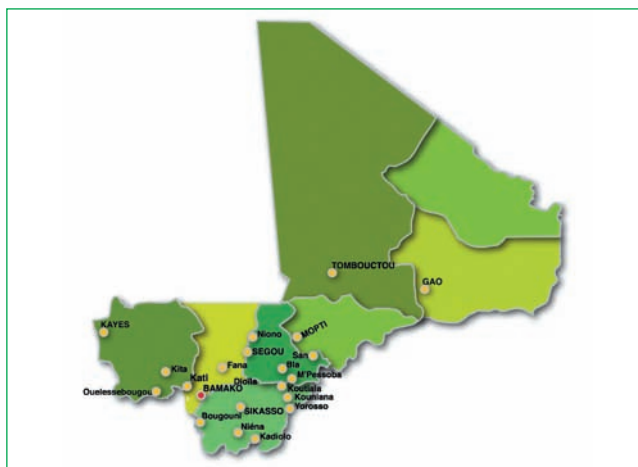 TOMBOUCTOU
GAO
KAYES
Niono
MOPTI
SEGOU
San
Kita
Fana
Bla
Kati
Dioila
M'Pessoba
Ouelessebougou
BAMAKO
Koutiala
Kouniana
SIKASSO
Yorosso
Bougouni
Niéna
Kadiolo